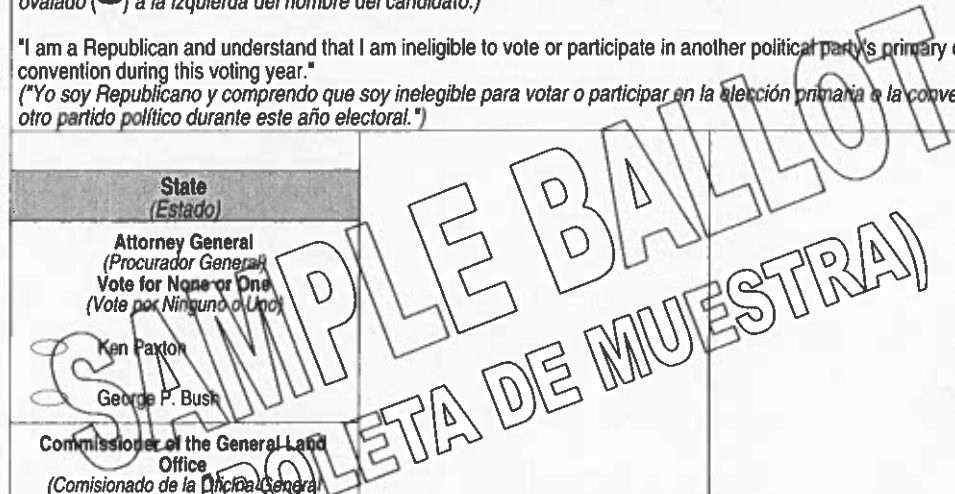 ovalado ( ) a la izquierda del nombre del candidato.)
"I am a Republican and understand that I am ineligible to vote or participate in another political party's primary
convention during this voting year."
("Yo soy Republicano y comprendo que soy inelegible para votar o participar en la elección primaria o la
otro partido político durante este año electoral.")
State
(Estado)
Attorney General
(Procurador General)
Vote for None or One
(Vote por Ninguno o Uno)
Ken Paxton
George P. Bush
Commissioner of the General Land
Office
(Comisionado de la Oficina General
SAMPLE BALLOT
BOLETA DE MUESTRA)